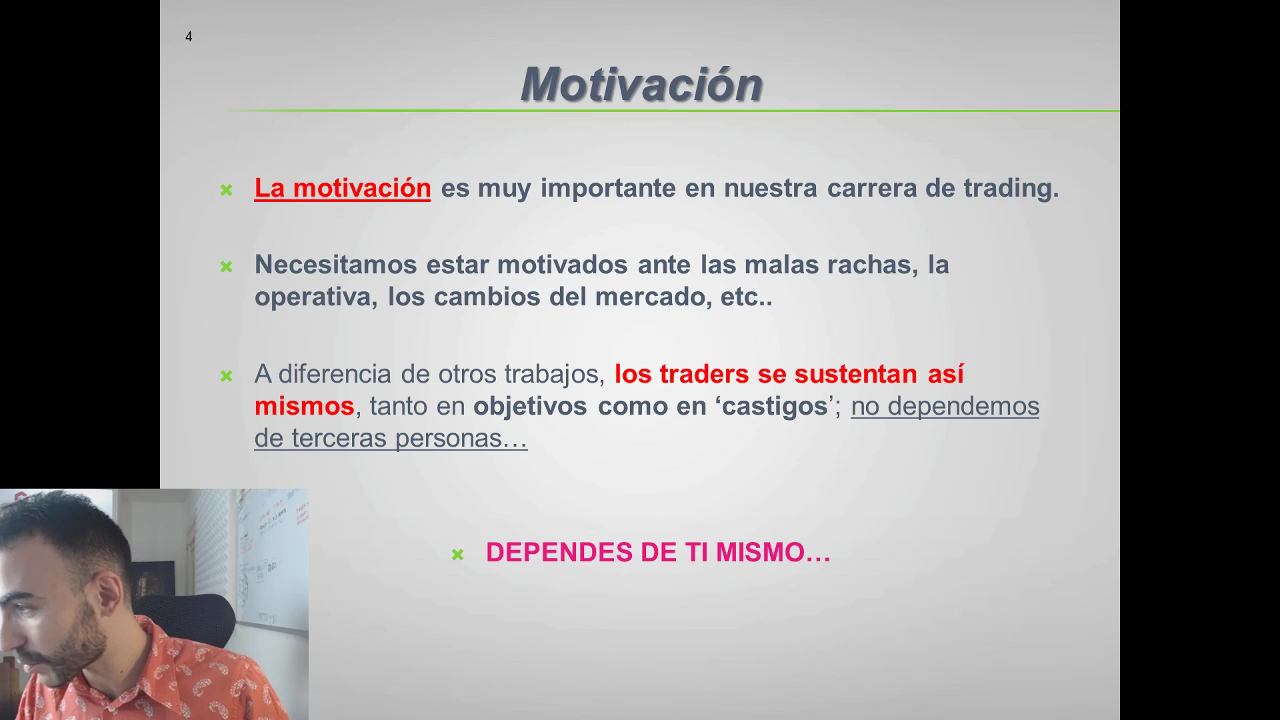 4
Motivación
La motivación es muy importante en nuestra carrera de trading.
Necesitamos estar motivados ante las malas rachas, la
operativa, los cambios del mercado, etc..
A diferencia de otros trabajos, los traders se sustentan así
mismos, tanto en objetivos como en ‘castigos’; no dependemos
de terceras personas…
DEPENDES DE TI MISMO…